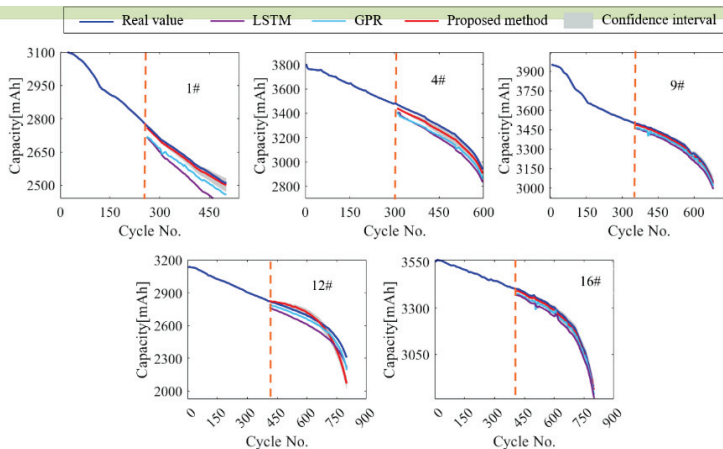 Real value LSTM GPR Proposed method Confidence interval
3100
2950
2800
2650
2500
Capacity[mAh]
1#
0 150 300 450
Cycle No.
3800
3600
3400
3200
3000
2800
Capacity[mAh]
4#
0 150 300 450 600
Cycle No.
3900
3750
3600
3450
3300
3150
3000
Capacity[mAh]
9#
0 200 400 600
Cycle No.
3200
2900
2600
2300
2000
Capacity[mAh]
12#
0 150 300 450 600 750 900
Cycle No.
3550
3300
3050
Capacity[mAh]
16#
0 150 300 450 600 750 900
Cycle No.